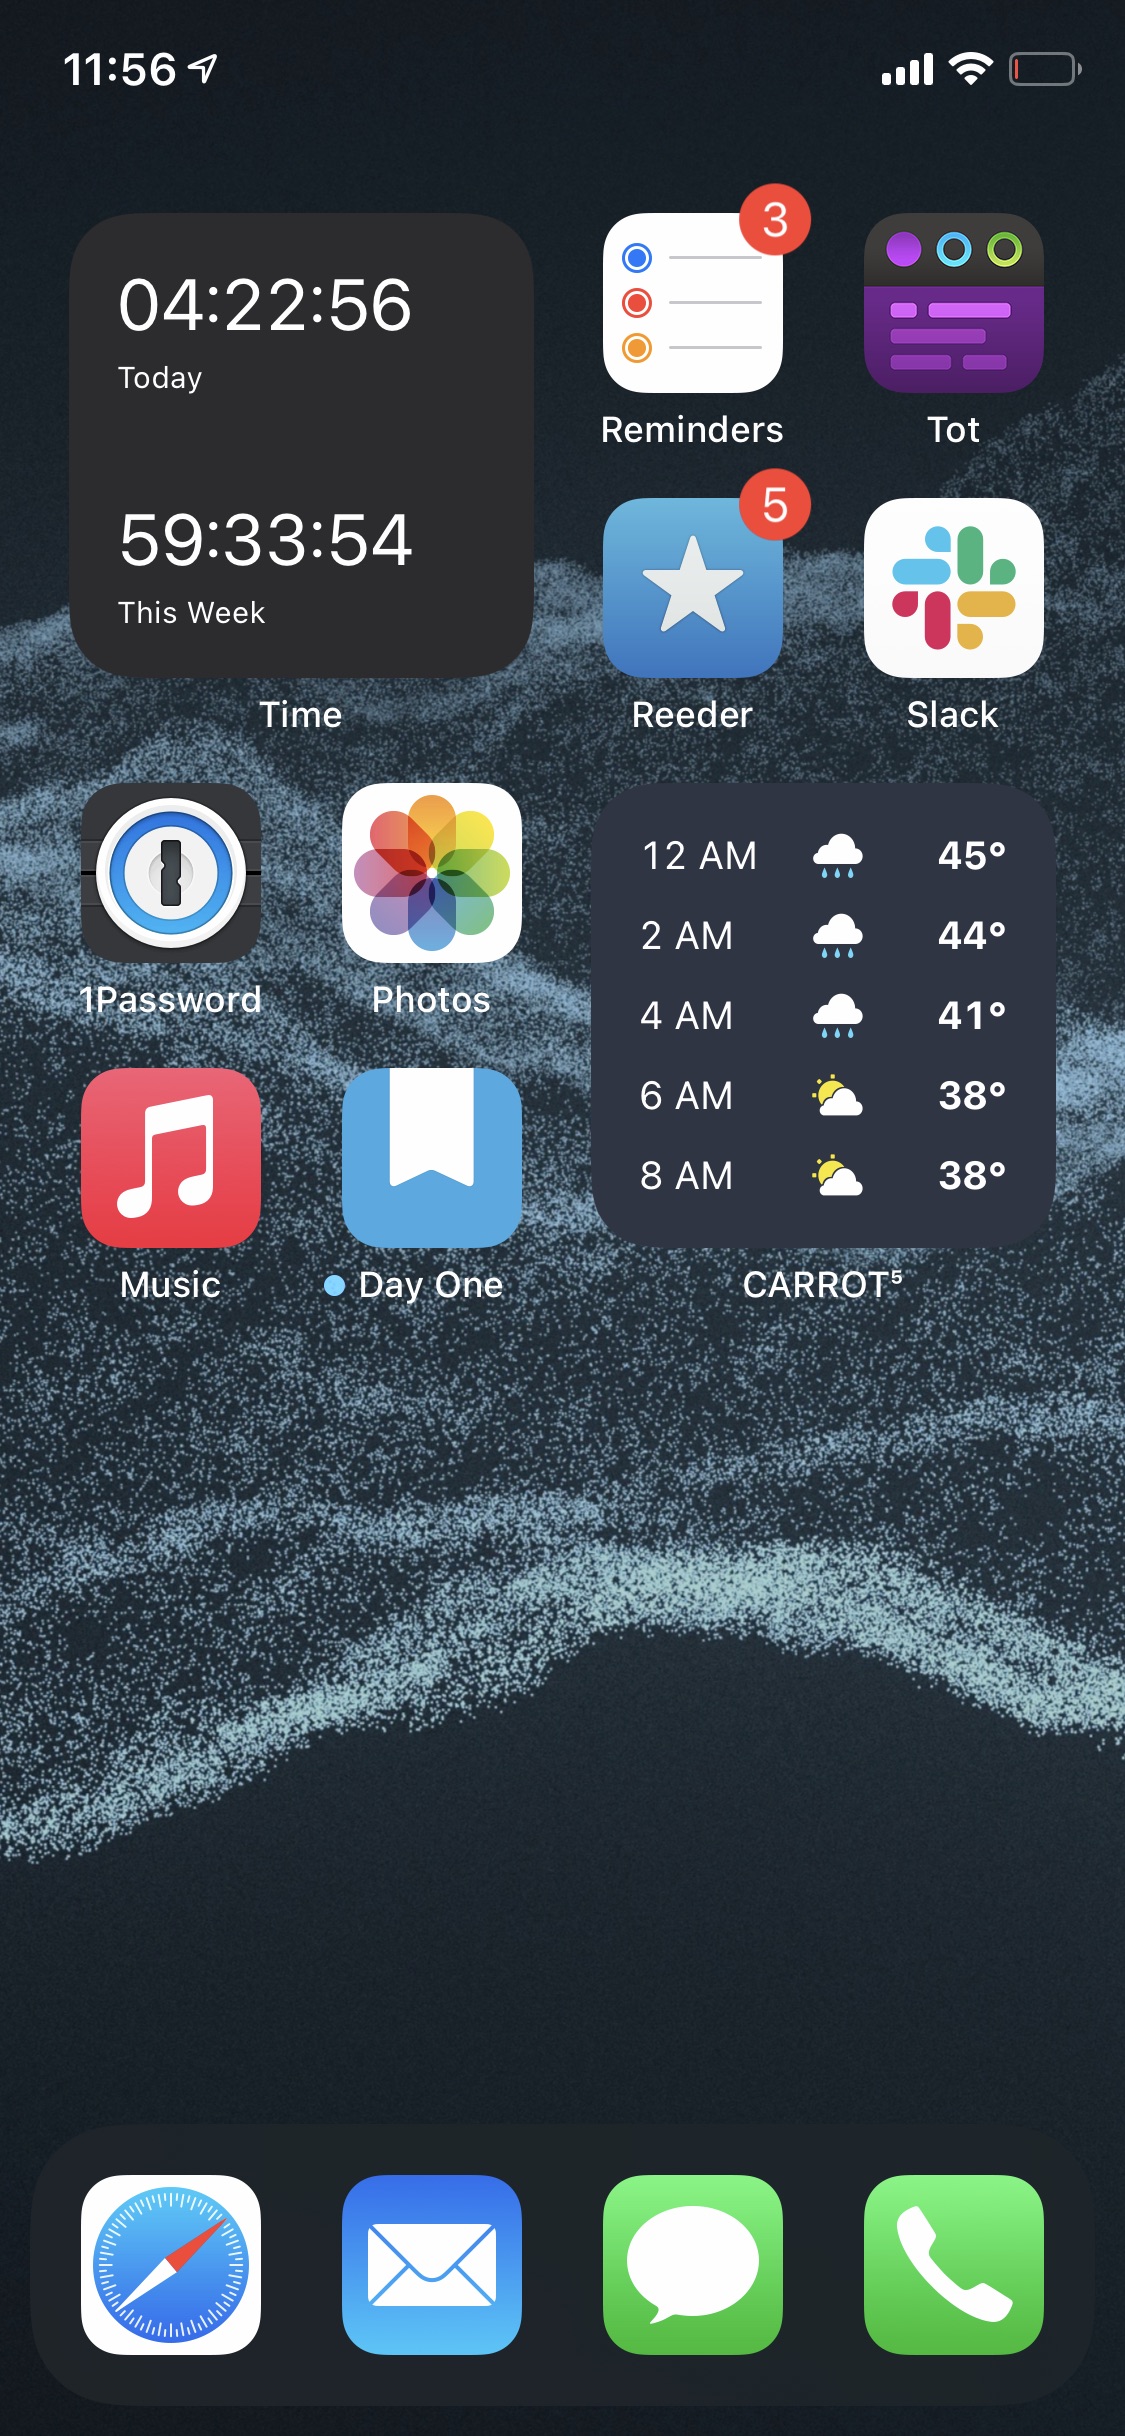 11:56
04:22:56
Today
59:33:54
This Week
Time
3
Reminders
Tot
5
Reeder
Slack
1Password
Photos
Music
Day One
12 AM 45°
2 AM 44°
4 AM 41°
6 AM 38°
8 AM 38°
CARROT⁵